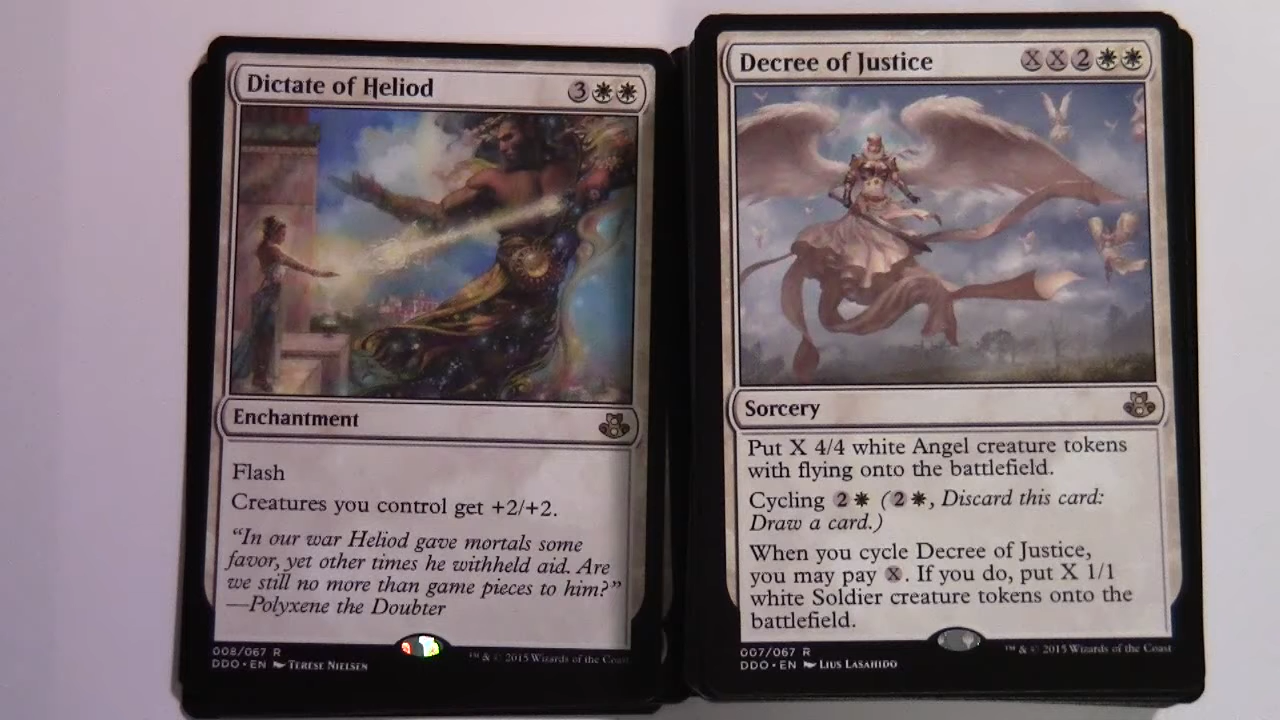 Dictate of Heliod 3
Enchantment
Flash
Creatures you control get +2/+2.
"In our war Heliod gave mortals some
favor, yet other times he withheld aid. Are
we still no more than game pieces to him?"
—Polyxene the Doubter
008/067 R
DDO • EN Terese Nielsen
™ & © 2015 Wizards of the Coast
Decree of Justice X X 2
Sorcery
Put X 4/4 white Angel creature tokens
with flying onto the battlefield.
Cycling 2 (2, Discard this card:
Draw a card.)
When you cycle Decree of Justice,
you may pay X. If you do, put X 1/1
white Soldier creature tokens onto the
battlefield.
007/067 R
DDO • EN Lius Lasahido
™ & © 2015 Wizards of the Coast